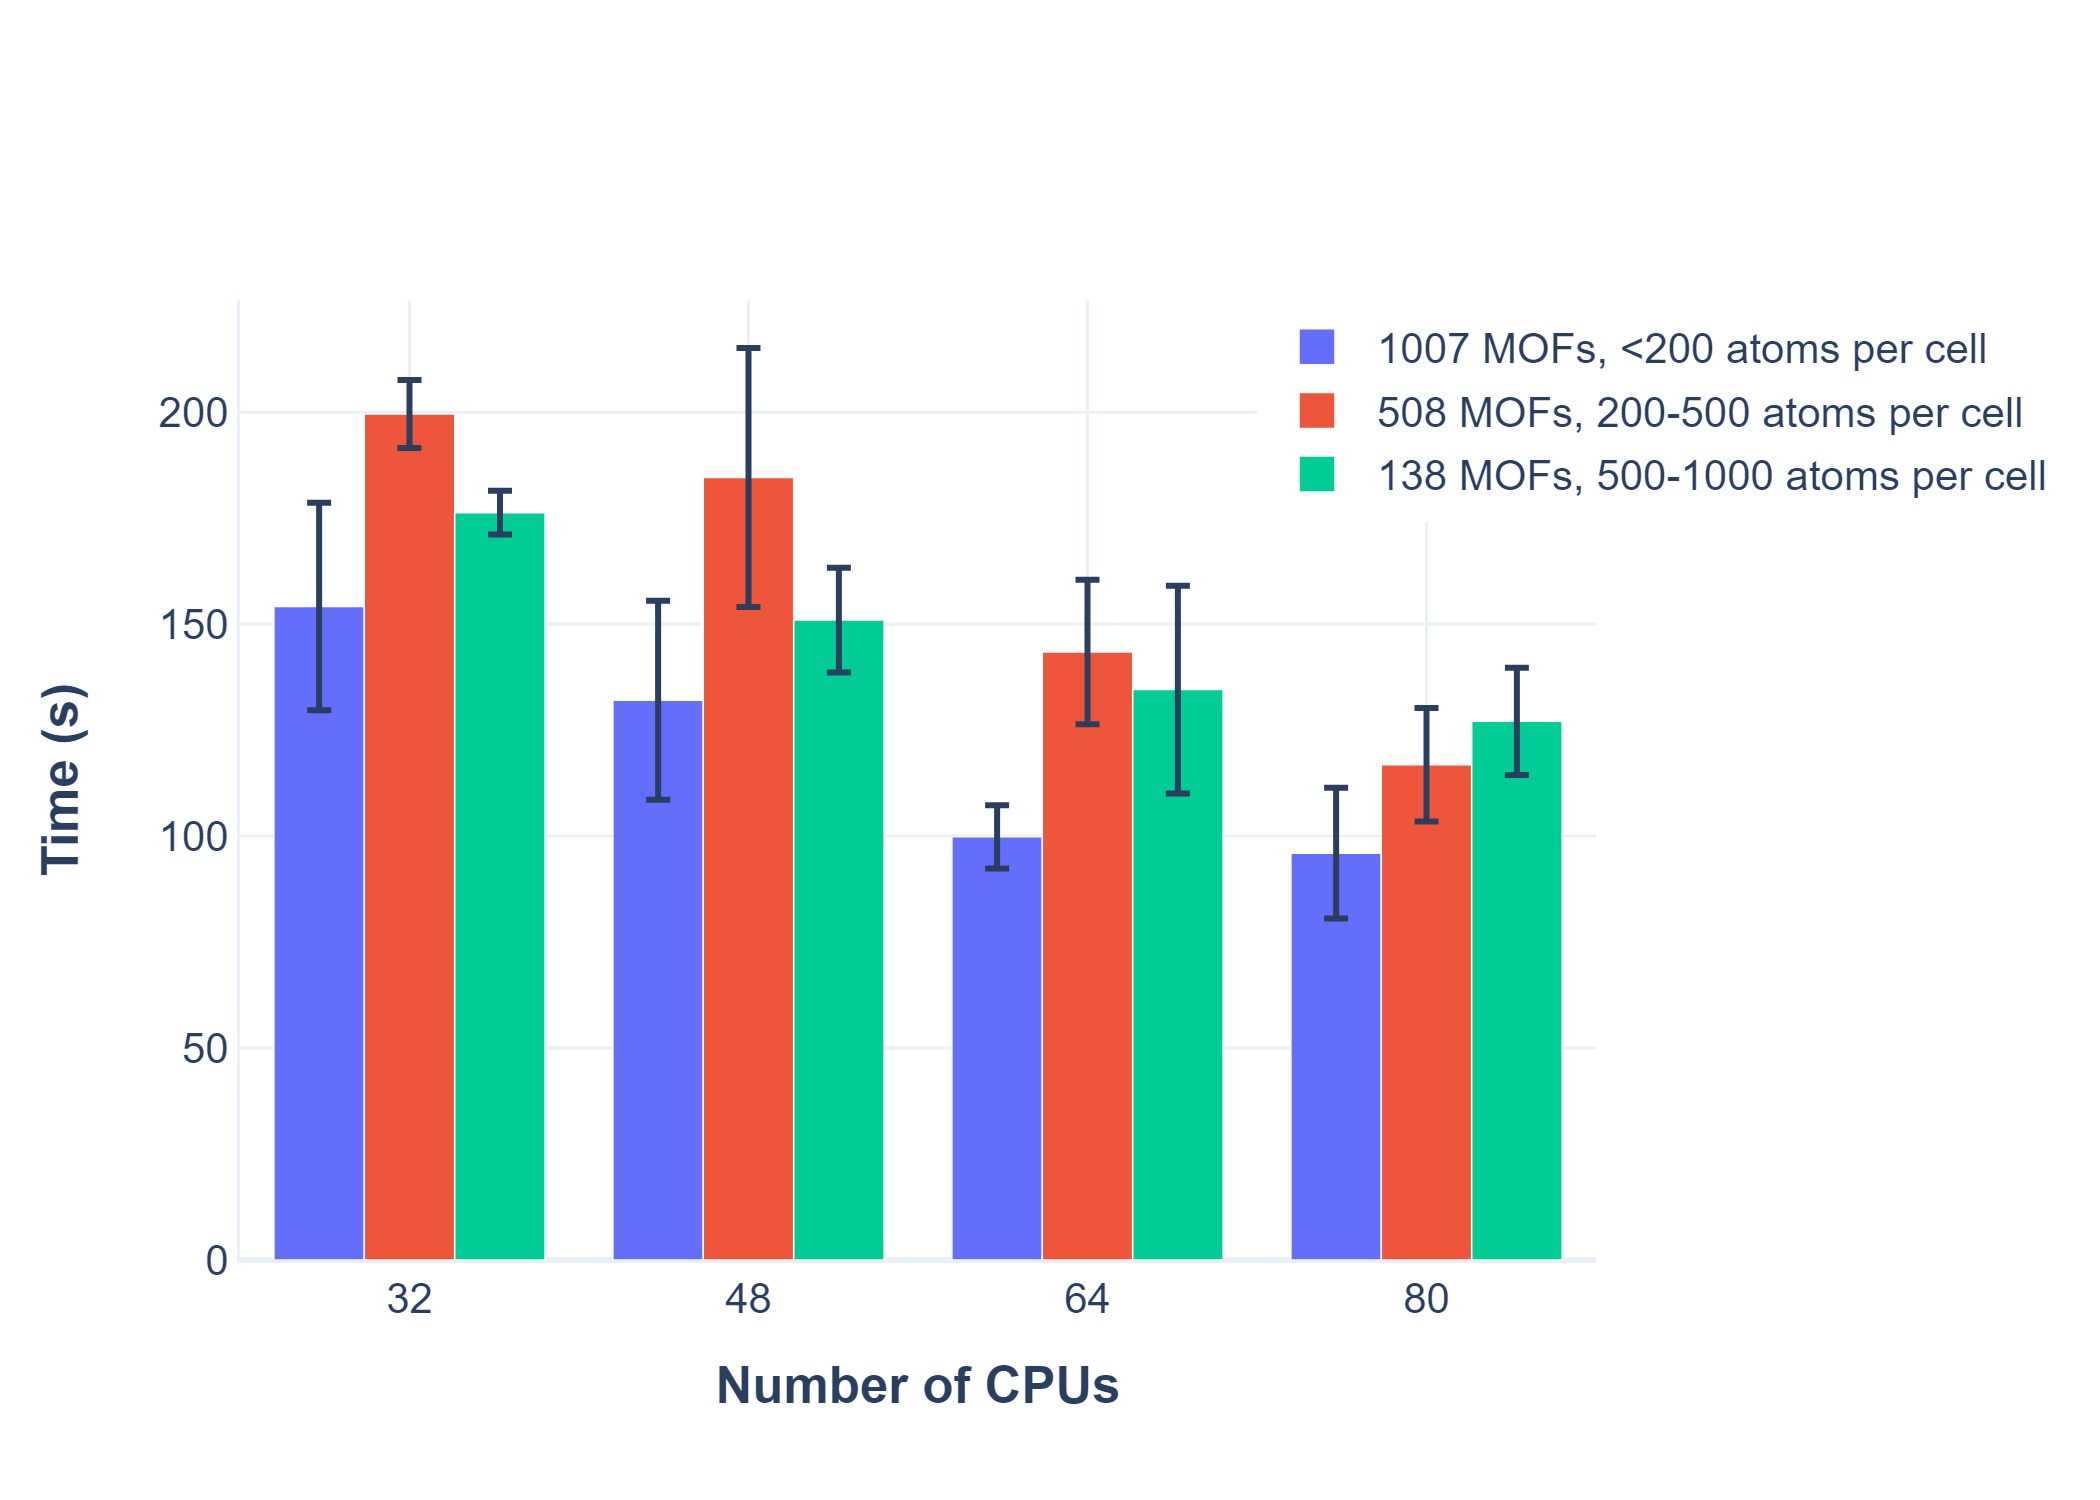 1007 MOFs, <200 atoms per cell
508 MOFs, 200-500 atoms per cell
138 MOFs, 500-1000 atoms per cell
200
150
100
50
0
Time (s)
32 48 64 80
Number of CPUs